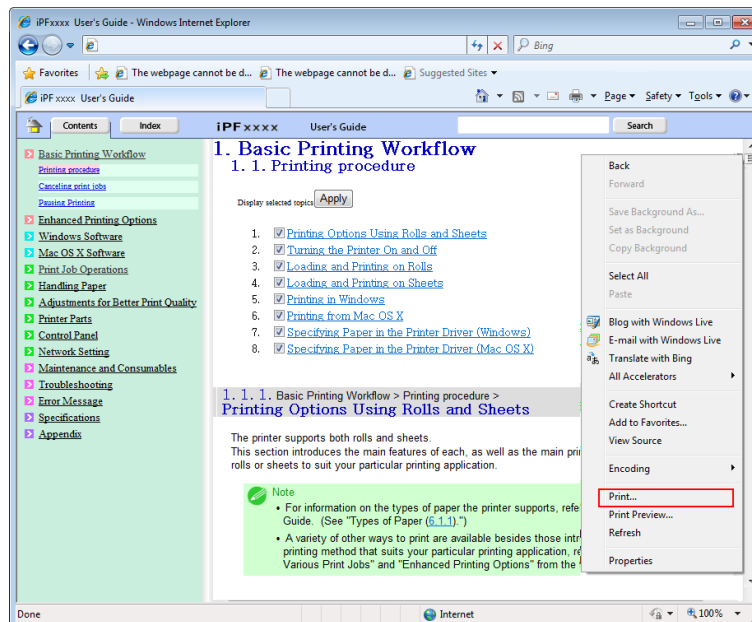 iPFxxxx User's Guide - Windows Internet Explorer
Bing
Favorites
The webpage cannot be d...
The webpage cannot be d...
Suggested Sites
iPF xxxx User's Guide
Page
Safety
Tools
Contents
Index
iPFxxxx
User's Guide
Search
Basic Printing Workflow
Printing procedure
Canceling print jobs
Pausing Printing
Enhanced Printing Options
Windows Software
Mac OS X Software
Print Job Operations
Handling Paper
Adjustments for Better Print Quality
Printer Parts
Control Panel
Network Setting
Maintenance and Consumables
Troubleshooting
Error Message
Specifications
Appendix
1. Basic Printing Workflow
1. 1. Printing procedure
Display selected topics Apply
1. Printing Options Using Rolls and Sheets
2. Turning the Printer On and Off
3. Loading and Printing on Rolls
4. Loading and Printing on Sheets
5. Printing in Windows
6. Printing from Mac OS X
7. Specifying Paper in the Printer Driver (Windows)
8. Specifying Paper in the Printer Driver (Mac OS X)
1. 1. 1. Basic Printing Workflow > Printing procedure >
Printing Options Using Rolls and Sheets
The printer supports both rolls and sheets.
This section introduces the main features of each, as well as the main pri
rolls or sheets to suit your particular printing application.
Note
• For information on the types of paper the printer supports, refe
Guide. (See "Types of Paper (6.1.1).")
• A variety of other ways to print are available besides those intr
printing method that suits your particular printing application, re
Various Print Jobs" and "Enhanced Printing Options" from the
Back
Forward
Save Background As...
Set as Background
Copy Background
Select All
Paste
Blog with Windows Live
E-mail with Windows Live
Translate with Bing
All Accelerators
Create Shortcut
Add to Favorites...
View Source
Encoding
Print...
Print Preview...
Refresh
Properties
Done
Internet
100%